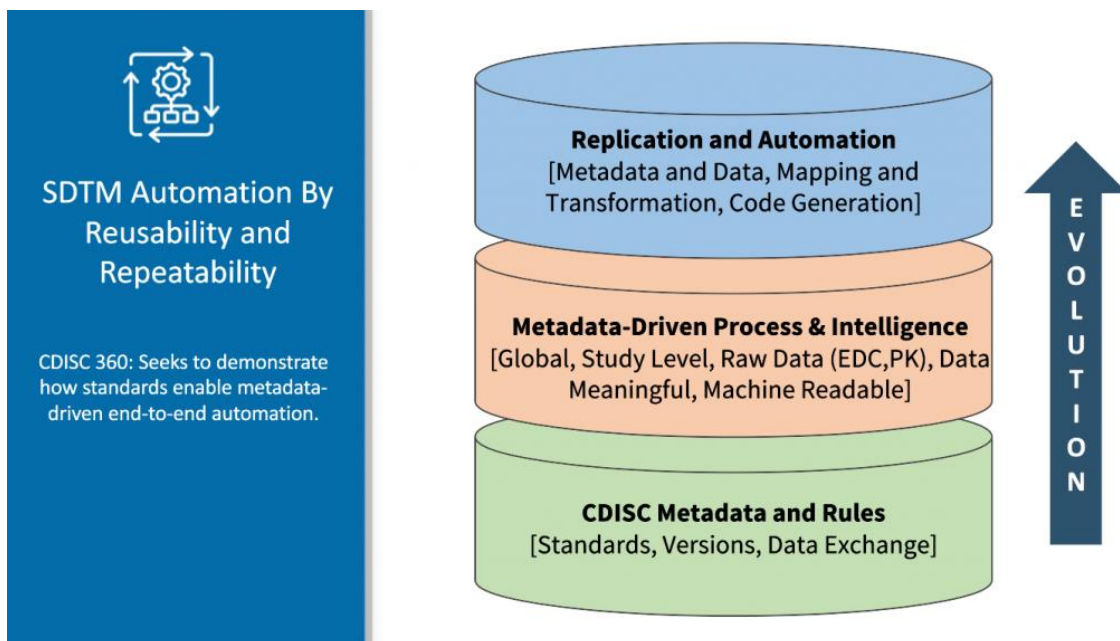 SDTM Automation By
Reusability and
Repeatability
CDISC 360: Seeks to demonstrate
how standards enable metadata-
driven end-to-end automation.
Replication and Automation
[Metadata and Data, Mapping and
Transformation, Code Generation]
Metadata-Driven Process & Intelligence
[Global, Study Level, Raw Data (EDC,PK), Data
Meaningful, Machine Readable]
CDISC Metadata and Rules
[Standards, Versions, Data Exchange]
EVOLUTION